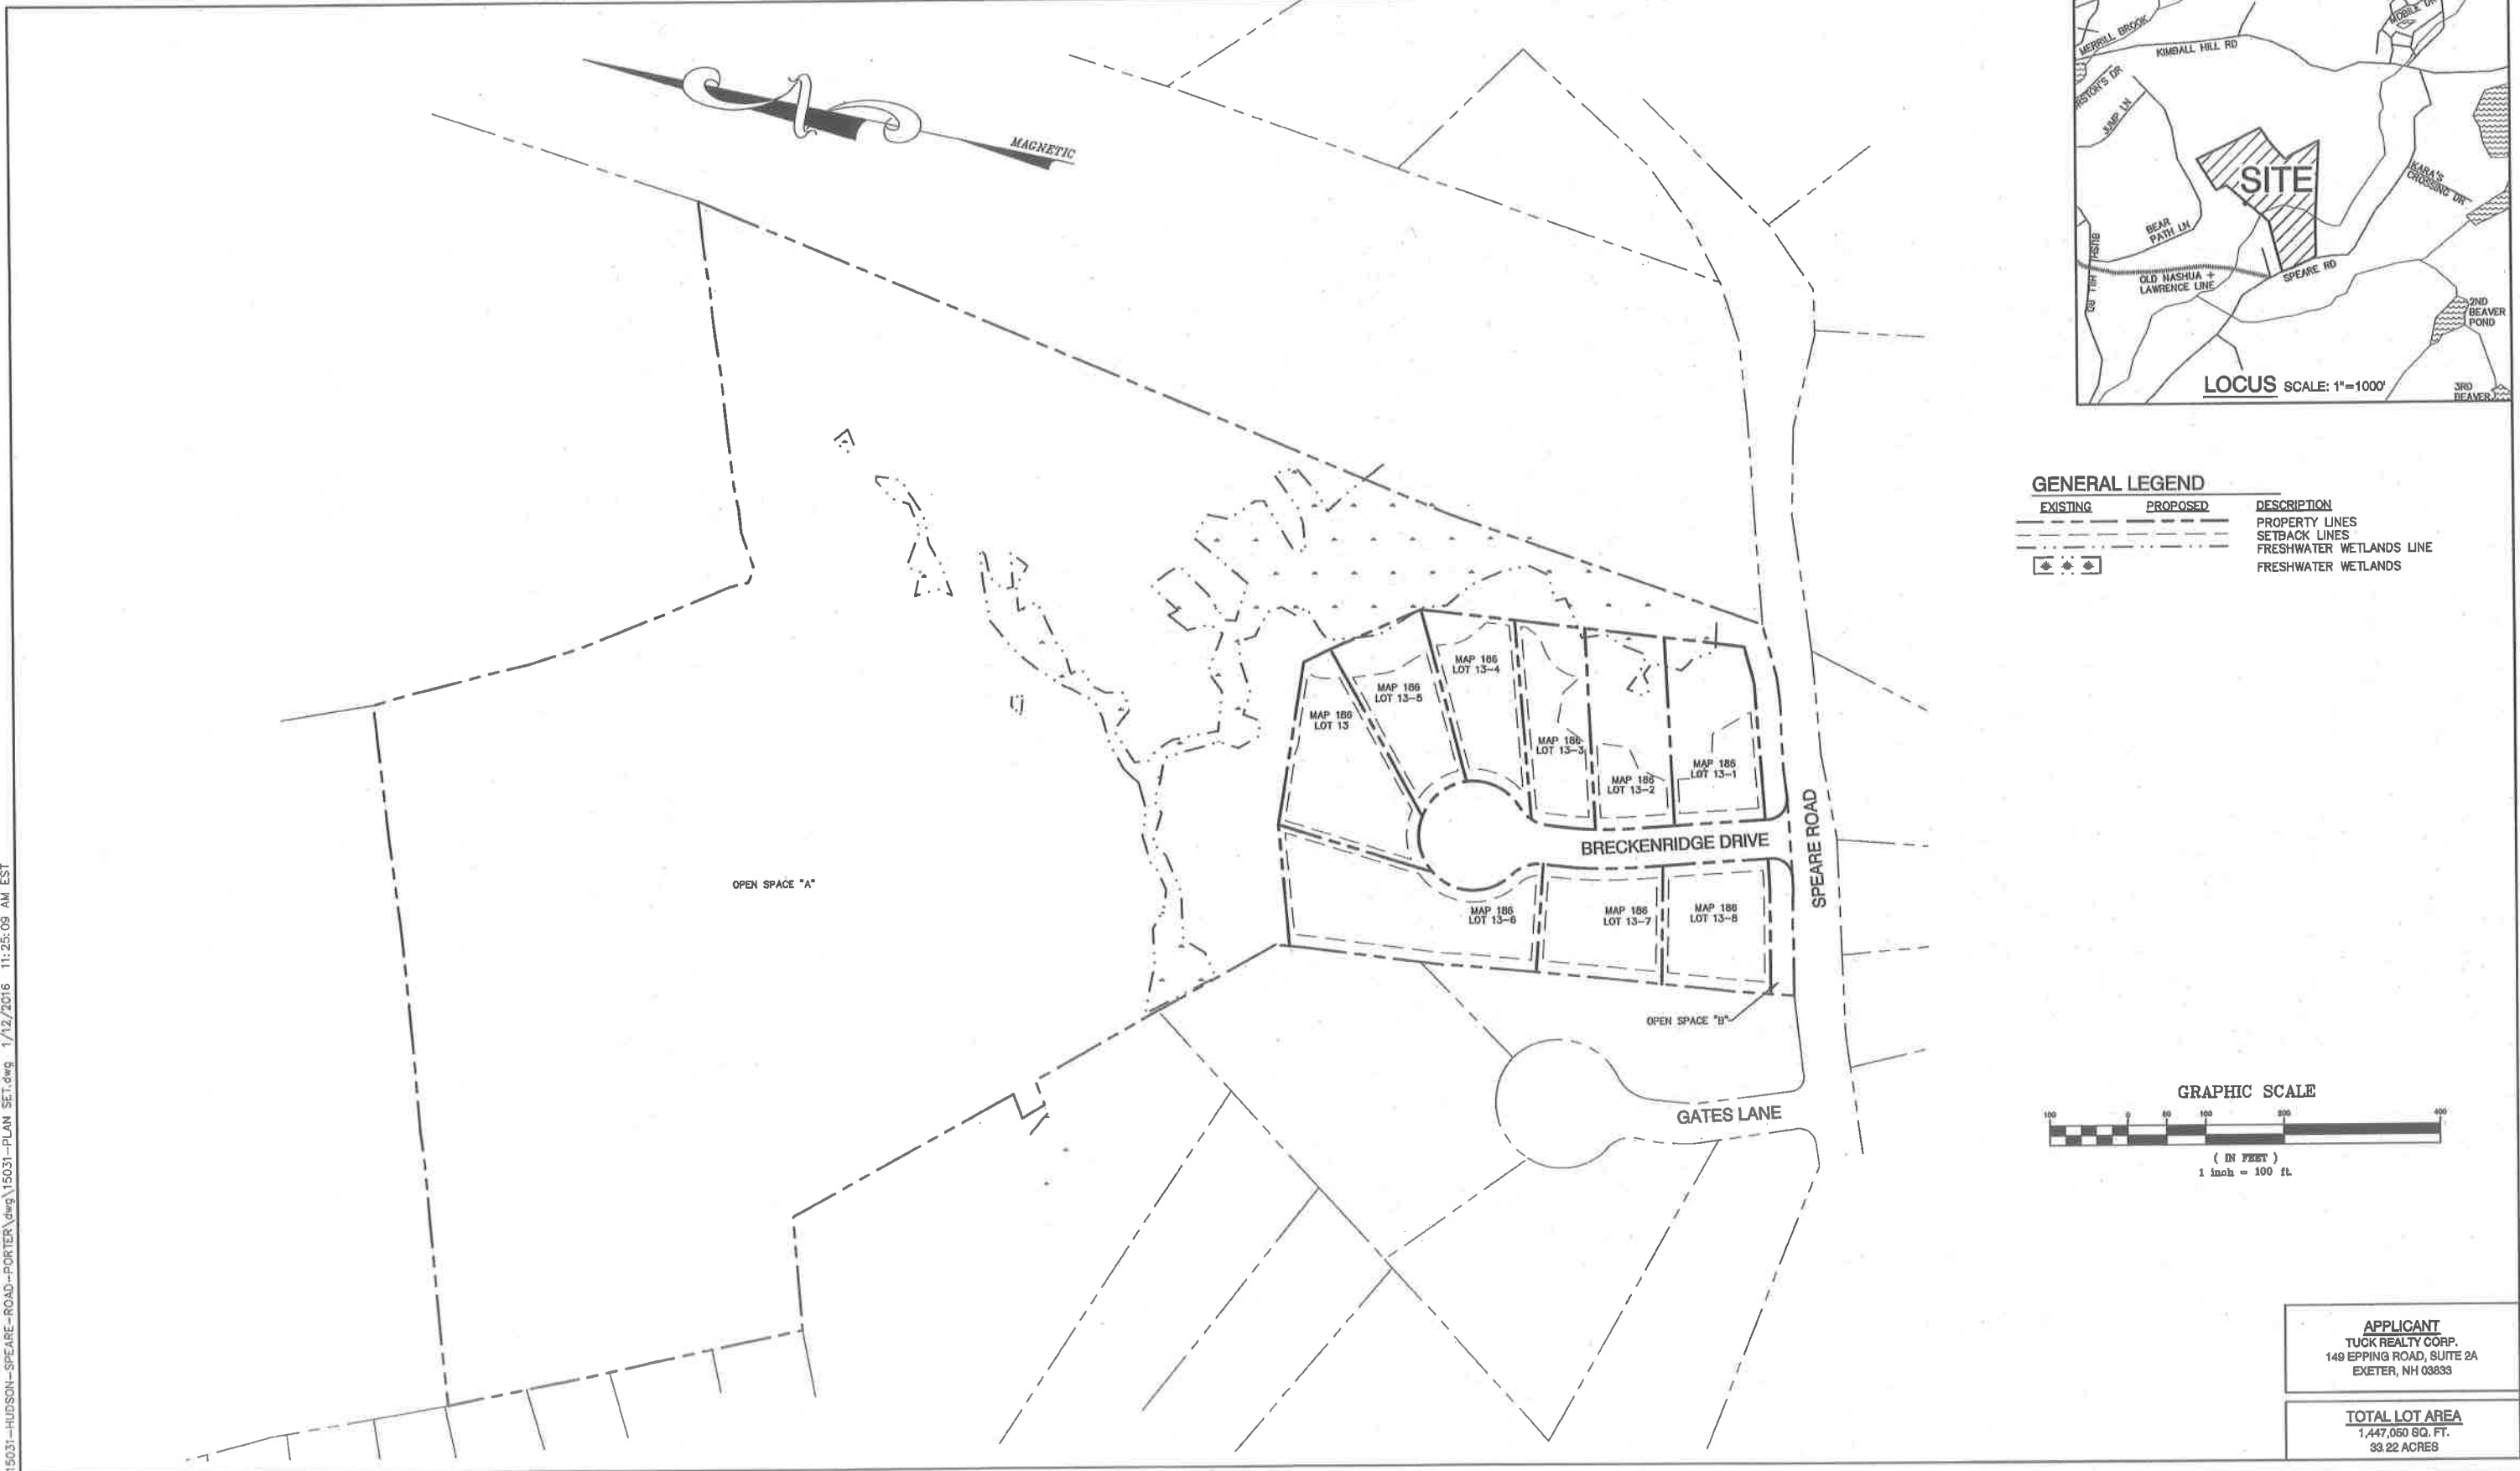 MAGNETIC
MERRILL BROOK
KIMBALL HILL RD
MOBILE DR
JUMP LN
SITE
KARA'S
CROSSING DR
BEAR
PATH LN
BUSH HILL RD
OLD NASHUA +
LAWRENCE LINE
SPEARE RD
2ND
BEAVER
POND
3RD
BEAVER
LOCUS SCALE: 1"=1000'
GENERAL LEGEND
EXISTING PROPOSED DESCRIPTION
PROPERTY LINES
SETBACK LINES
FRESHWATER WETLANDS LINE
FRESHWATER WETLANDS
MAP 186
LOT 13-4
MAP 186
LOT 13-5
MAP 186
LOT 13
MAP 186
LOT 13-3
MAP 186
LOT 13-2
MAP 186
LOT 13-1
BRECKENRIDGE DRIVE
SPEARE ROAD
OPEN SPACE "A"
MAP 186
LOT 13-6
MAP 186
LOT 13-7
MAP 186
LOT 13-8
OPEN SPACE "B"
GATES LANE
GRAPHIC SCALE
100 0 50 100 200 400
( IN FEET )
1 inch = 100 ft.
APPLICANT
TUCK REALTY CORP.
149 EPPING ROAD, SUITE 2A
EXETER, NH 03833
TOTAL LOT AREA
1,447,050 SQ. FT.
33.22 ACRES
15031-HUDSON-SPEARE-ROAD-PORTER\dwg\15031-PLAN SET.dwg 1/12/2016 11:25:09 AM EST